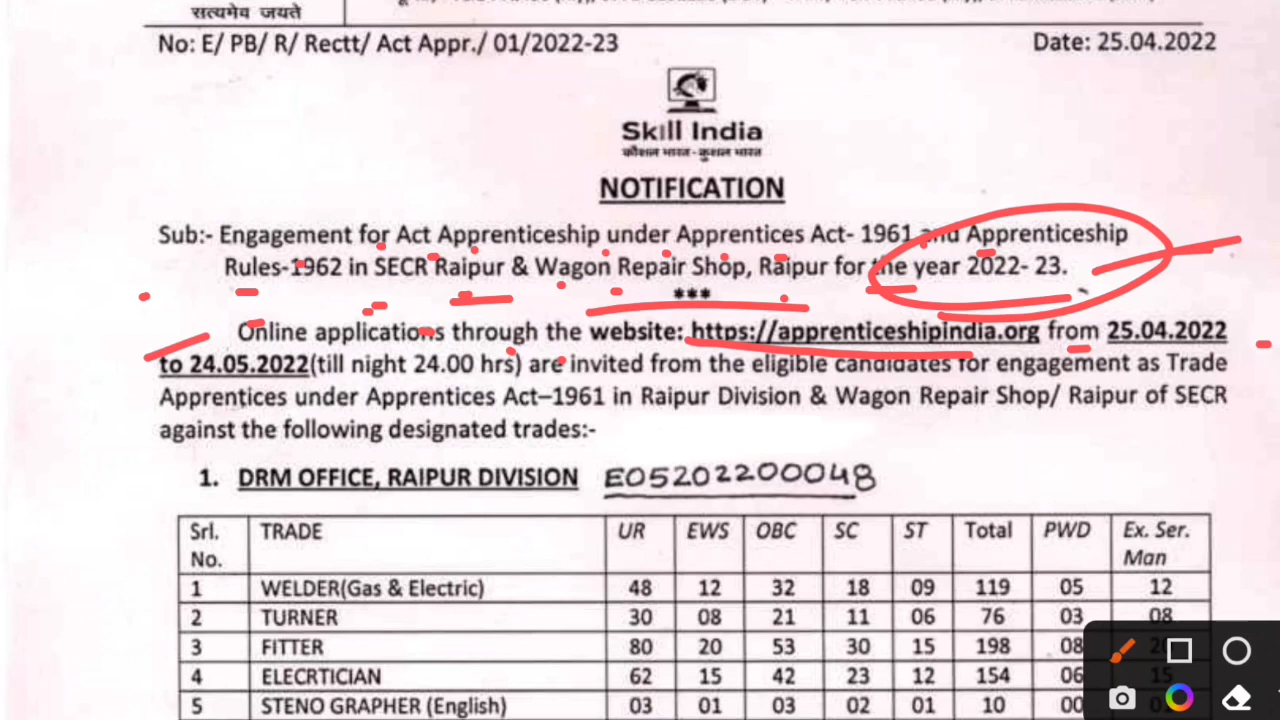 सत्यमेव जयते
No: E/ PB/ R/ Rectt/ Act Appr./ 01/2022-23
Date: 25.04.2022
Skill India
कौशल भारत - कुशल भारत
NOTIFICATION
Sub:- Engagement for Act Apprenticeship under Apprentices Act- 1961 and Apprenticeship
Rules-1962 in SECR Raipur & Wagon Repair Shop, Raipur for the year 2022- 23.
***
Online applications through the website: https://apprenticeshipindia.org from 25.04.2022
to 24.05.2022(till night 24.00 hrs) are invited from the eligible candidates for engagement as Trade
Apprentices under Apprentices Act–1961 in Raipur Division & Wagon Repair Shop/ Raipur of SECR
against the following designated trades:-
1. DRM OFFICE, RAIPUR DIVISION E05202200048
Srl. No. TRADE UR EWS OBC SC ST Total PWD Ex. Ser. Man
1 WELDER(Gas & Electric) 48 12 32 18 09 119 05 12
2 TURNER 30 08 21 11 06 76 03 08
3 FITTER 80 20 53 30 15 198 08
4 ELECRTICIAN 62 15 42 23 12 154 06 15
5 STENO GRAPHER (English) 03 01 03 02 01 10 00